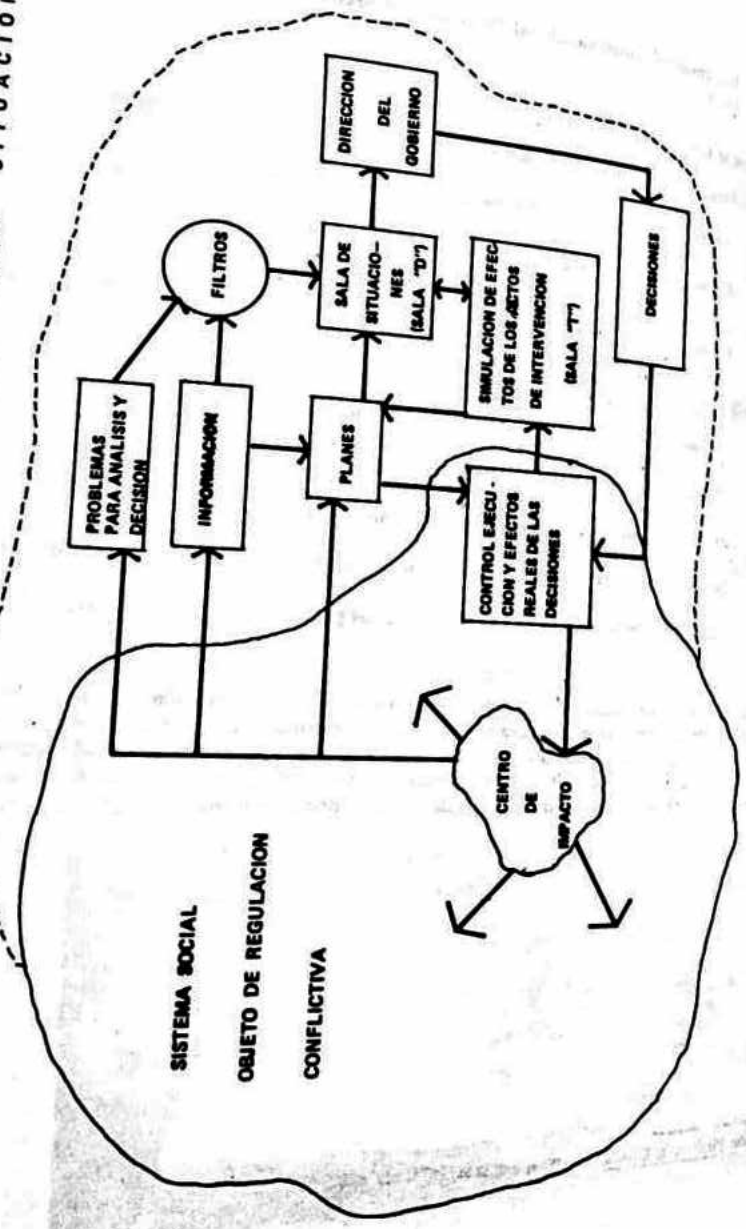 PROBLEMAS
PARA ANALISIS Y
DECISION
INFORMACION
FILTROS
PLANES
SALA DE
SITUACIO-
NES
(SALA "D")
DIRECCION
DEL
GOBIERNO
CONTROL EJECU-
CION Y EFECTOS
REALES DE LAS
DECISIONES
SIMULACION DE EFEC
TOS DE LOS ACTOS
DE INTERVENCION
(SALA "T")
DECISIONES
SISTEMA SOCIAL
OBJETO DE REGULACION
CONFLICTIVA
CENTRO
DE
IMPACTO